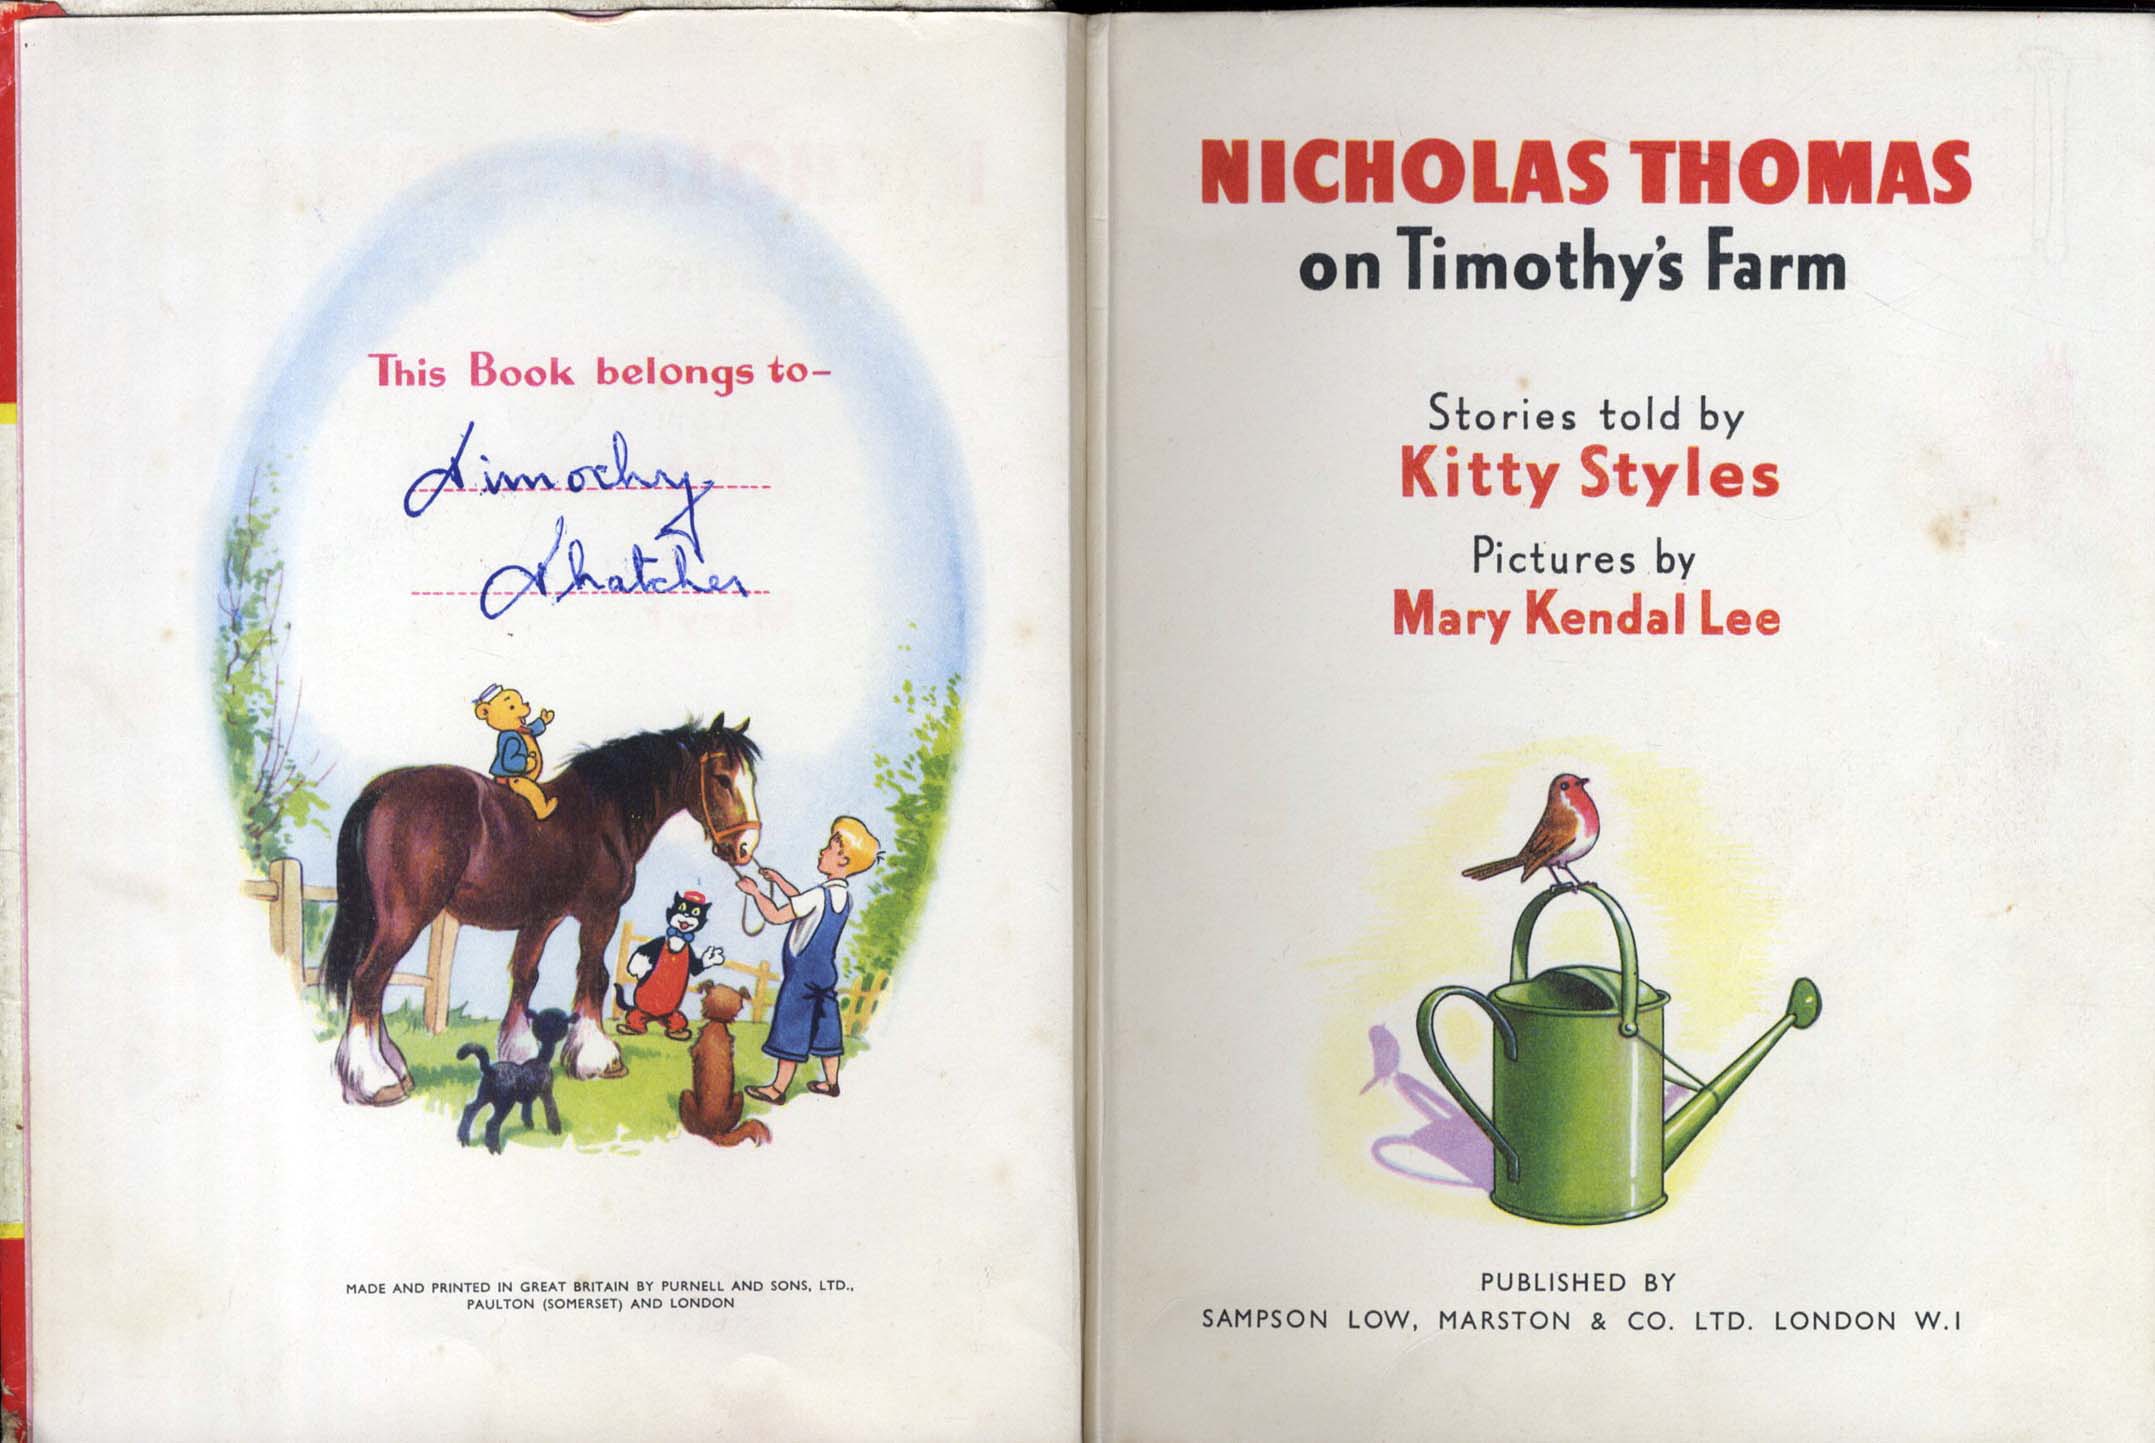 This Book belongs to–
Timothy
Thatcher
MADE AND PRINTED IN GREAT BRITAIN BY PURNELL AND SONS, LTD.,
PAULTON (SOMERSET) AND LONDON
NICHOLAS THOMAS
on Timothy's Farm
Stories told by
Kitty Styles
Pictures by
Mary Kendal Lee
PUBLISHED BY
SAMPSON LOW, MARSTON & CO. LTD. LONDON W.1